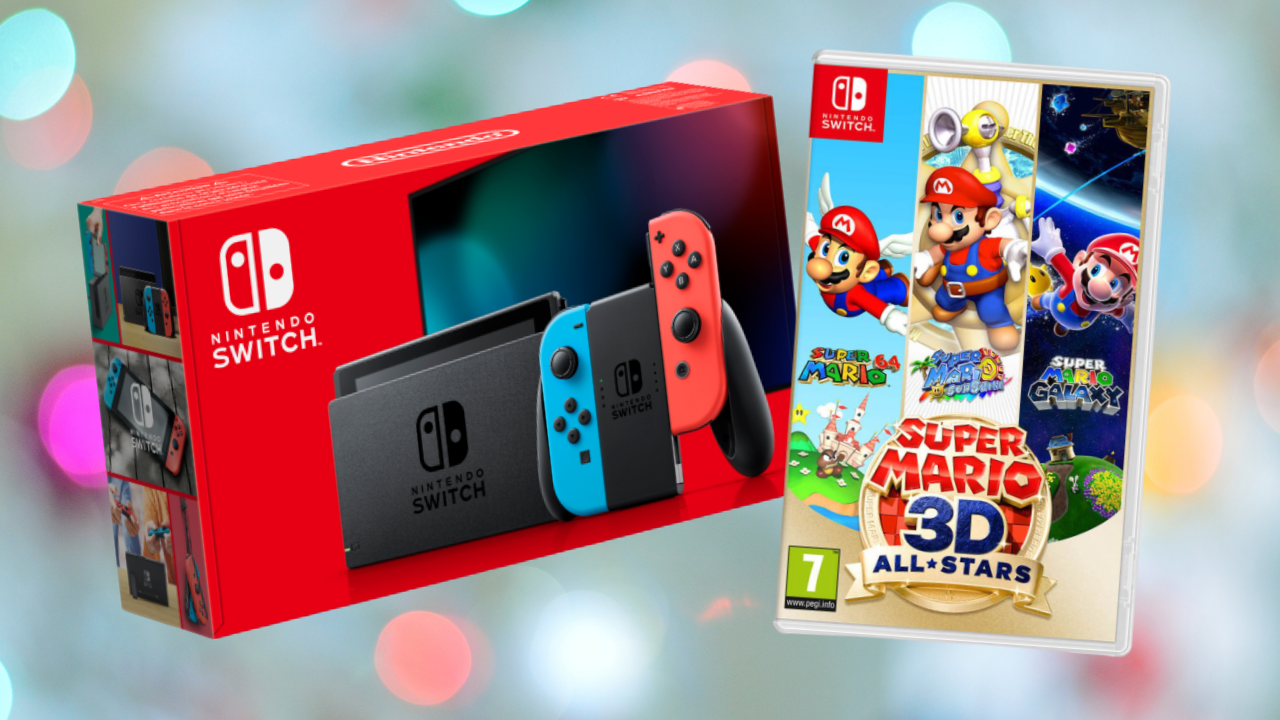 Nintendo
NINTENDO
SWITCH
NINTENDO
SWITCH
NINTENDO
SWITCH
X
A
Y
B
NINTENDO
SWITCH
M
M
M
SUPER
MARIO 64
SUPER
MARIO
SUNSHINE
SUPER
MARIO
GALAXY
SUPER
MARIO
3D
ALL★STARS
7
www.pegi.info